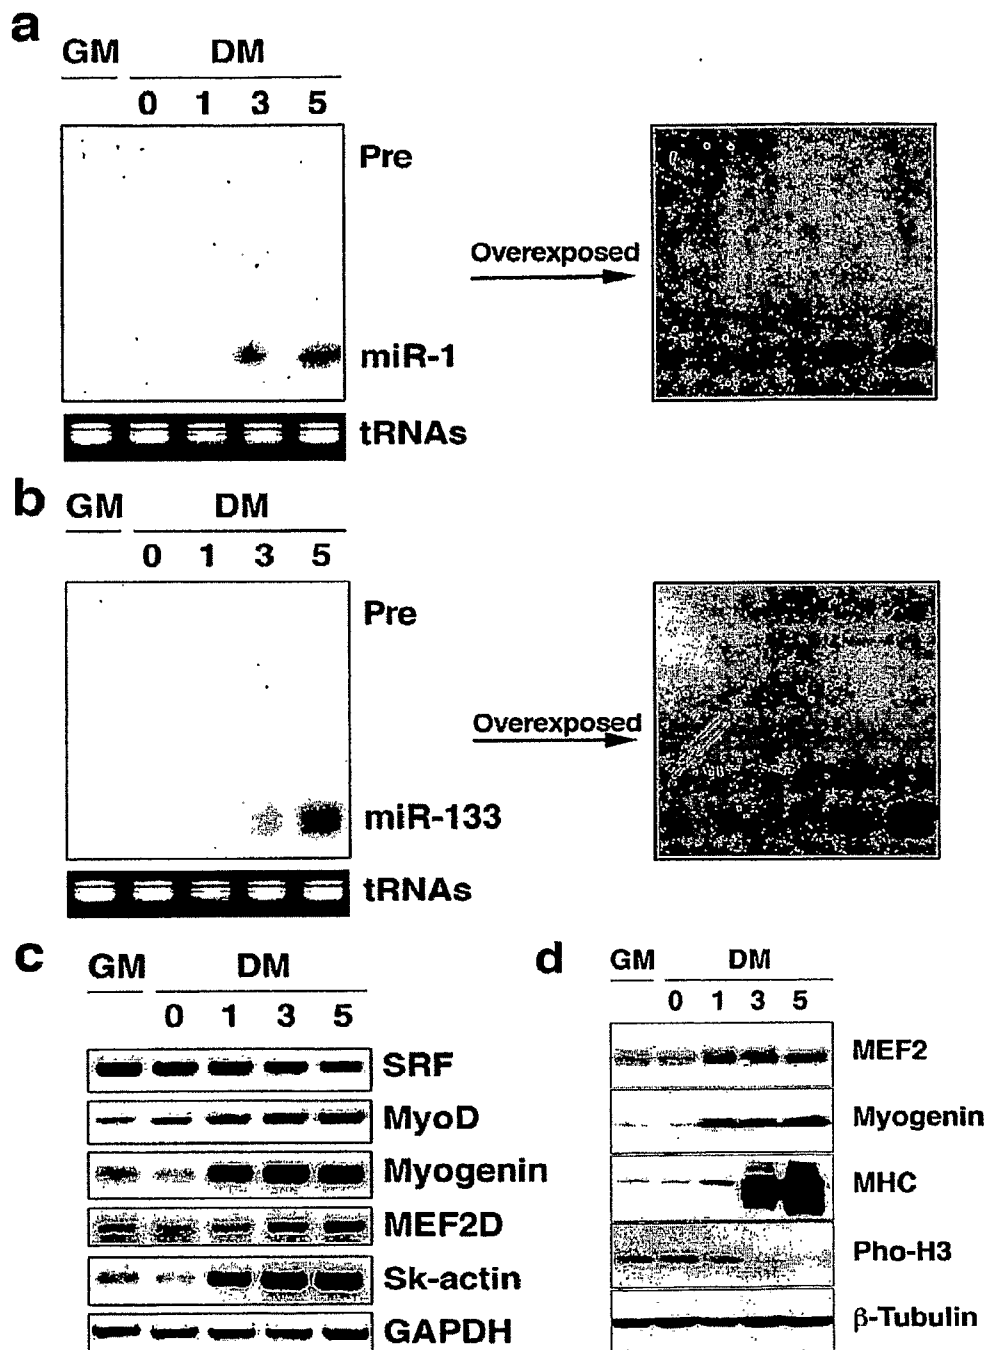 a
GM DM
0 1 3 5
Pre
Overexposed
miR-1
tRNAs
b
GM DM
0 1 3 5
Pre
Overexposed
miR-133
tRNAs
c
GM DM
0 1 3 5
SRF
MyoD
Myogenin
MEF2D
Sk-actin
GAPDH
d
GM DM
0 1 3 5
MEF2
Myogenin
MHC
Pho-H3
β-Tubulin